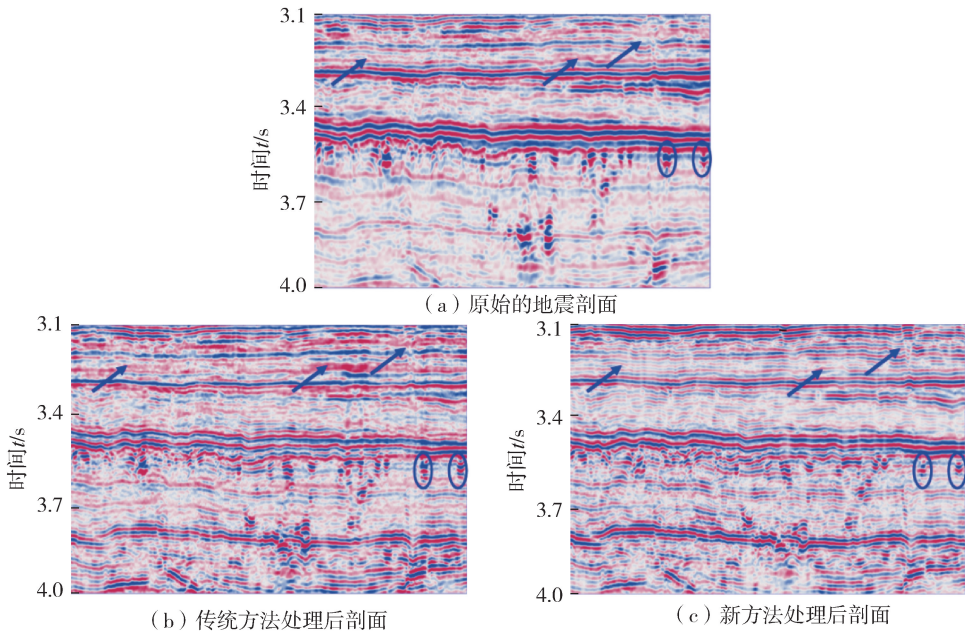 3.1
3.4
时间t/s
3.7
4.0
（a）原始的地震剖面
3.1
3.4
时间t/s
3.7
4.0
（b）传统方法处理后剖面
3.1
3.4
时间t/s
3.7
4.0
（c）新方法处理后剖面